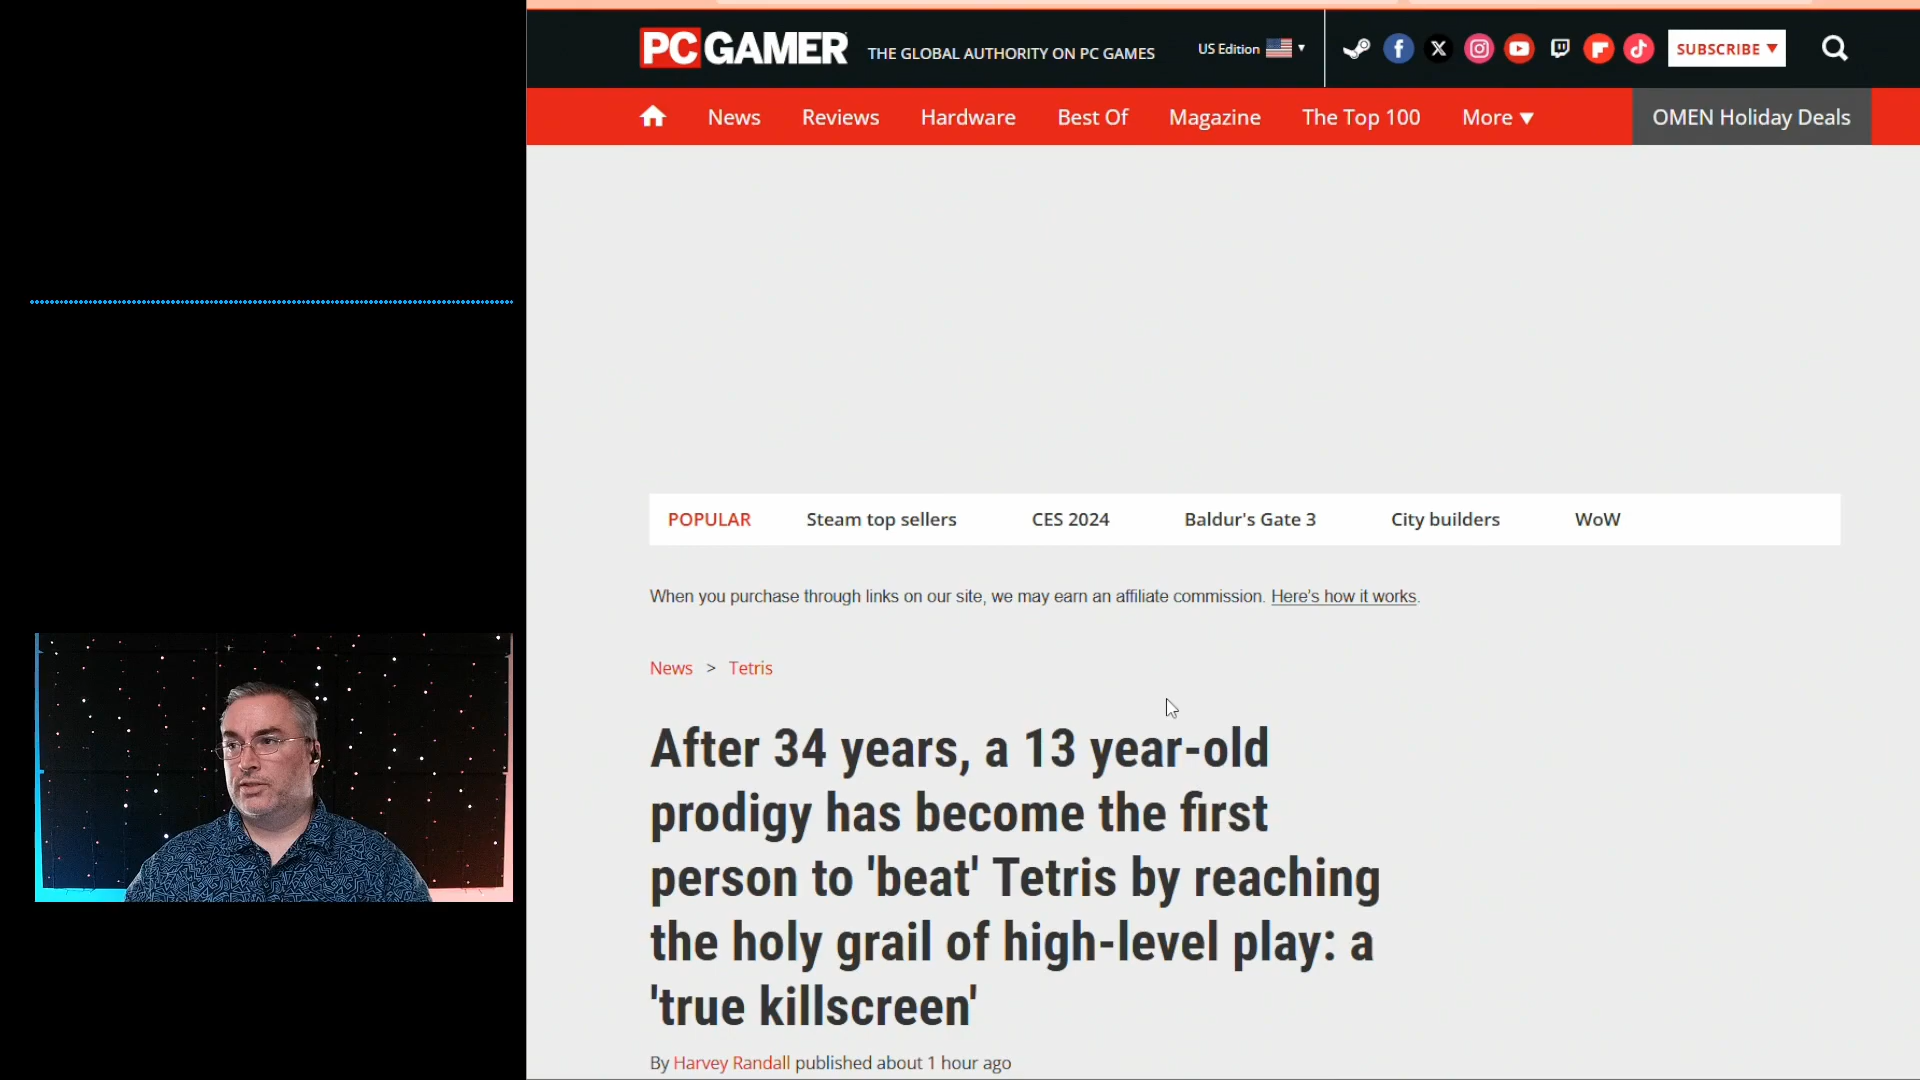 PC GAMER THE GLOBAL AUTHORITY ON PC GAMES US Edition SUBSCRIBE
News Reviews Hardware Best Of Magazine The Top 100 More OMEN Holiday Deals
POPULAR Steam top sellers CES 2024 Baldur's Gate 3 City builders WoW
When you purchase through links on our site, we may earn an affiliate commission. Here's how it works.
News > Tetris
After 34 years, a 13 year-old
prodigy has become the first
person to 'beat' Tetris by reaching
the holy grail of high-level play: a
'true killscreen'
By Harvey Randall published about 1 hour ago